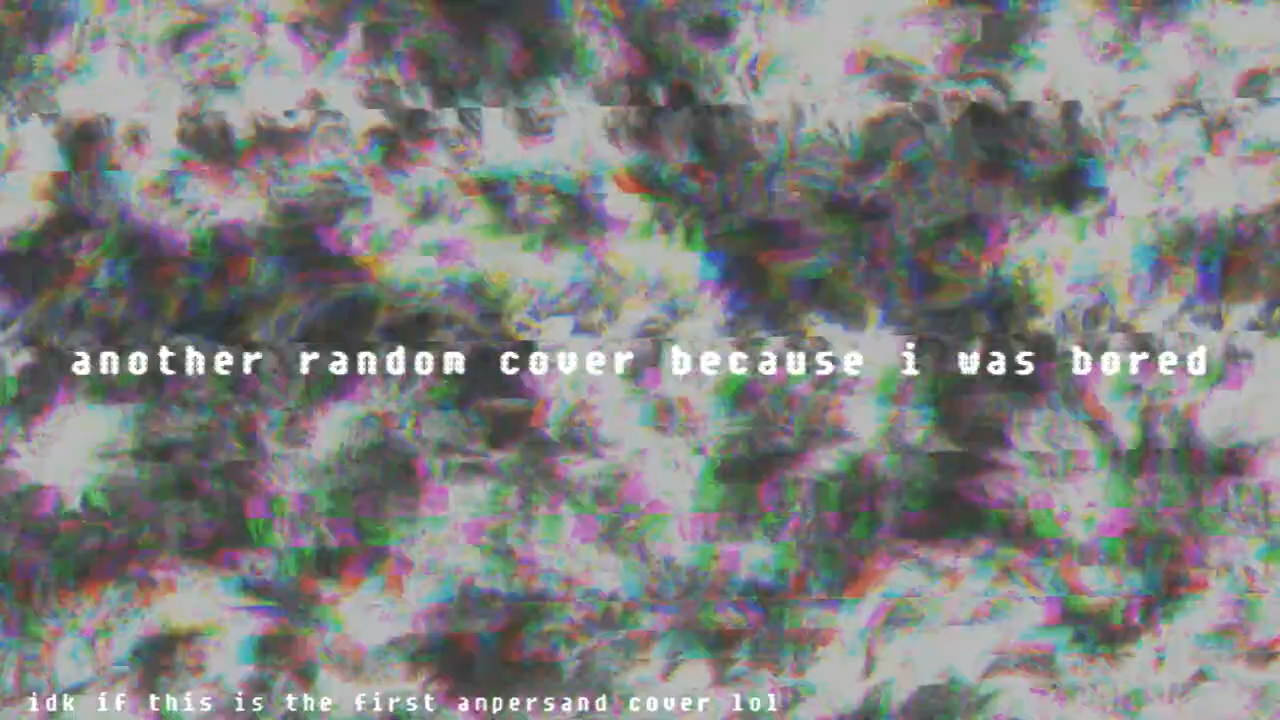 another random cover because i was bored
idk if this is the first anpersand cover lol